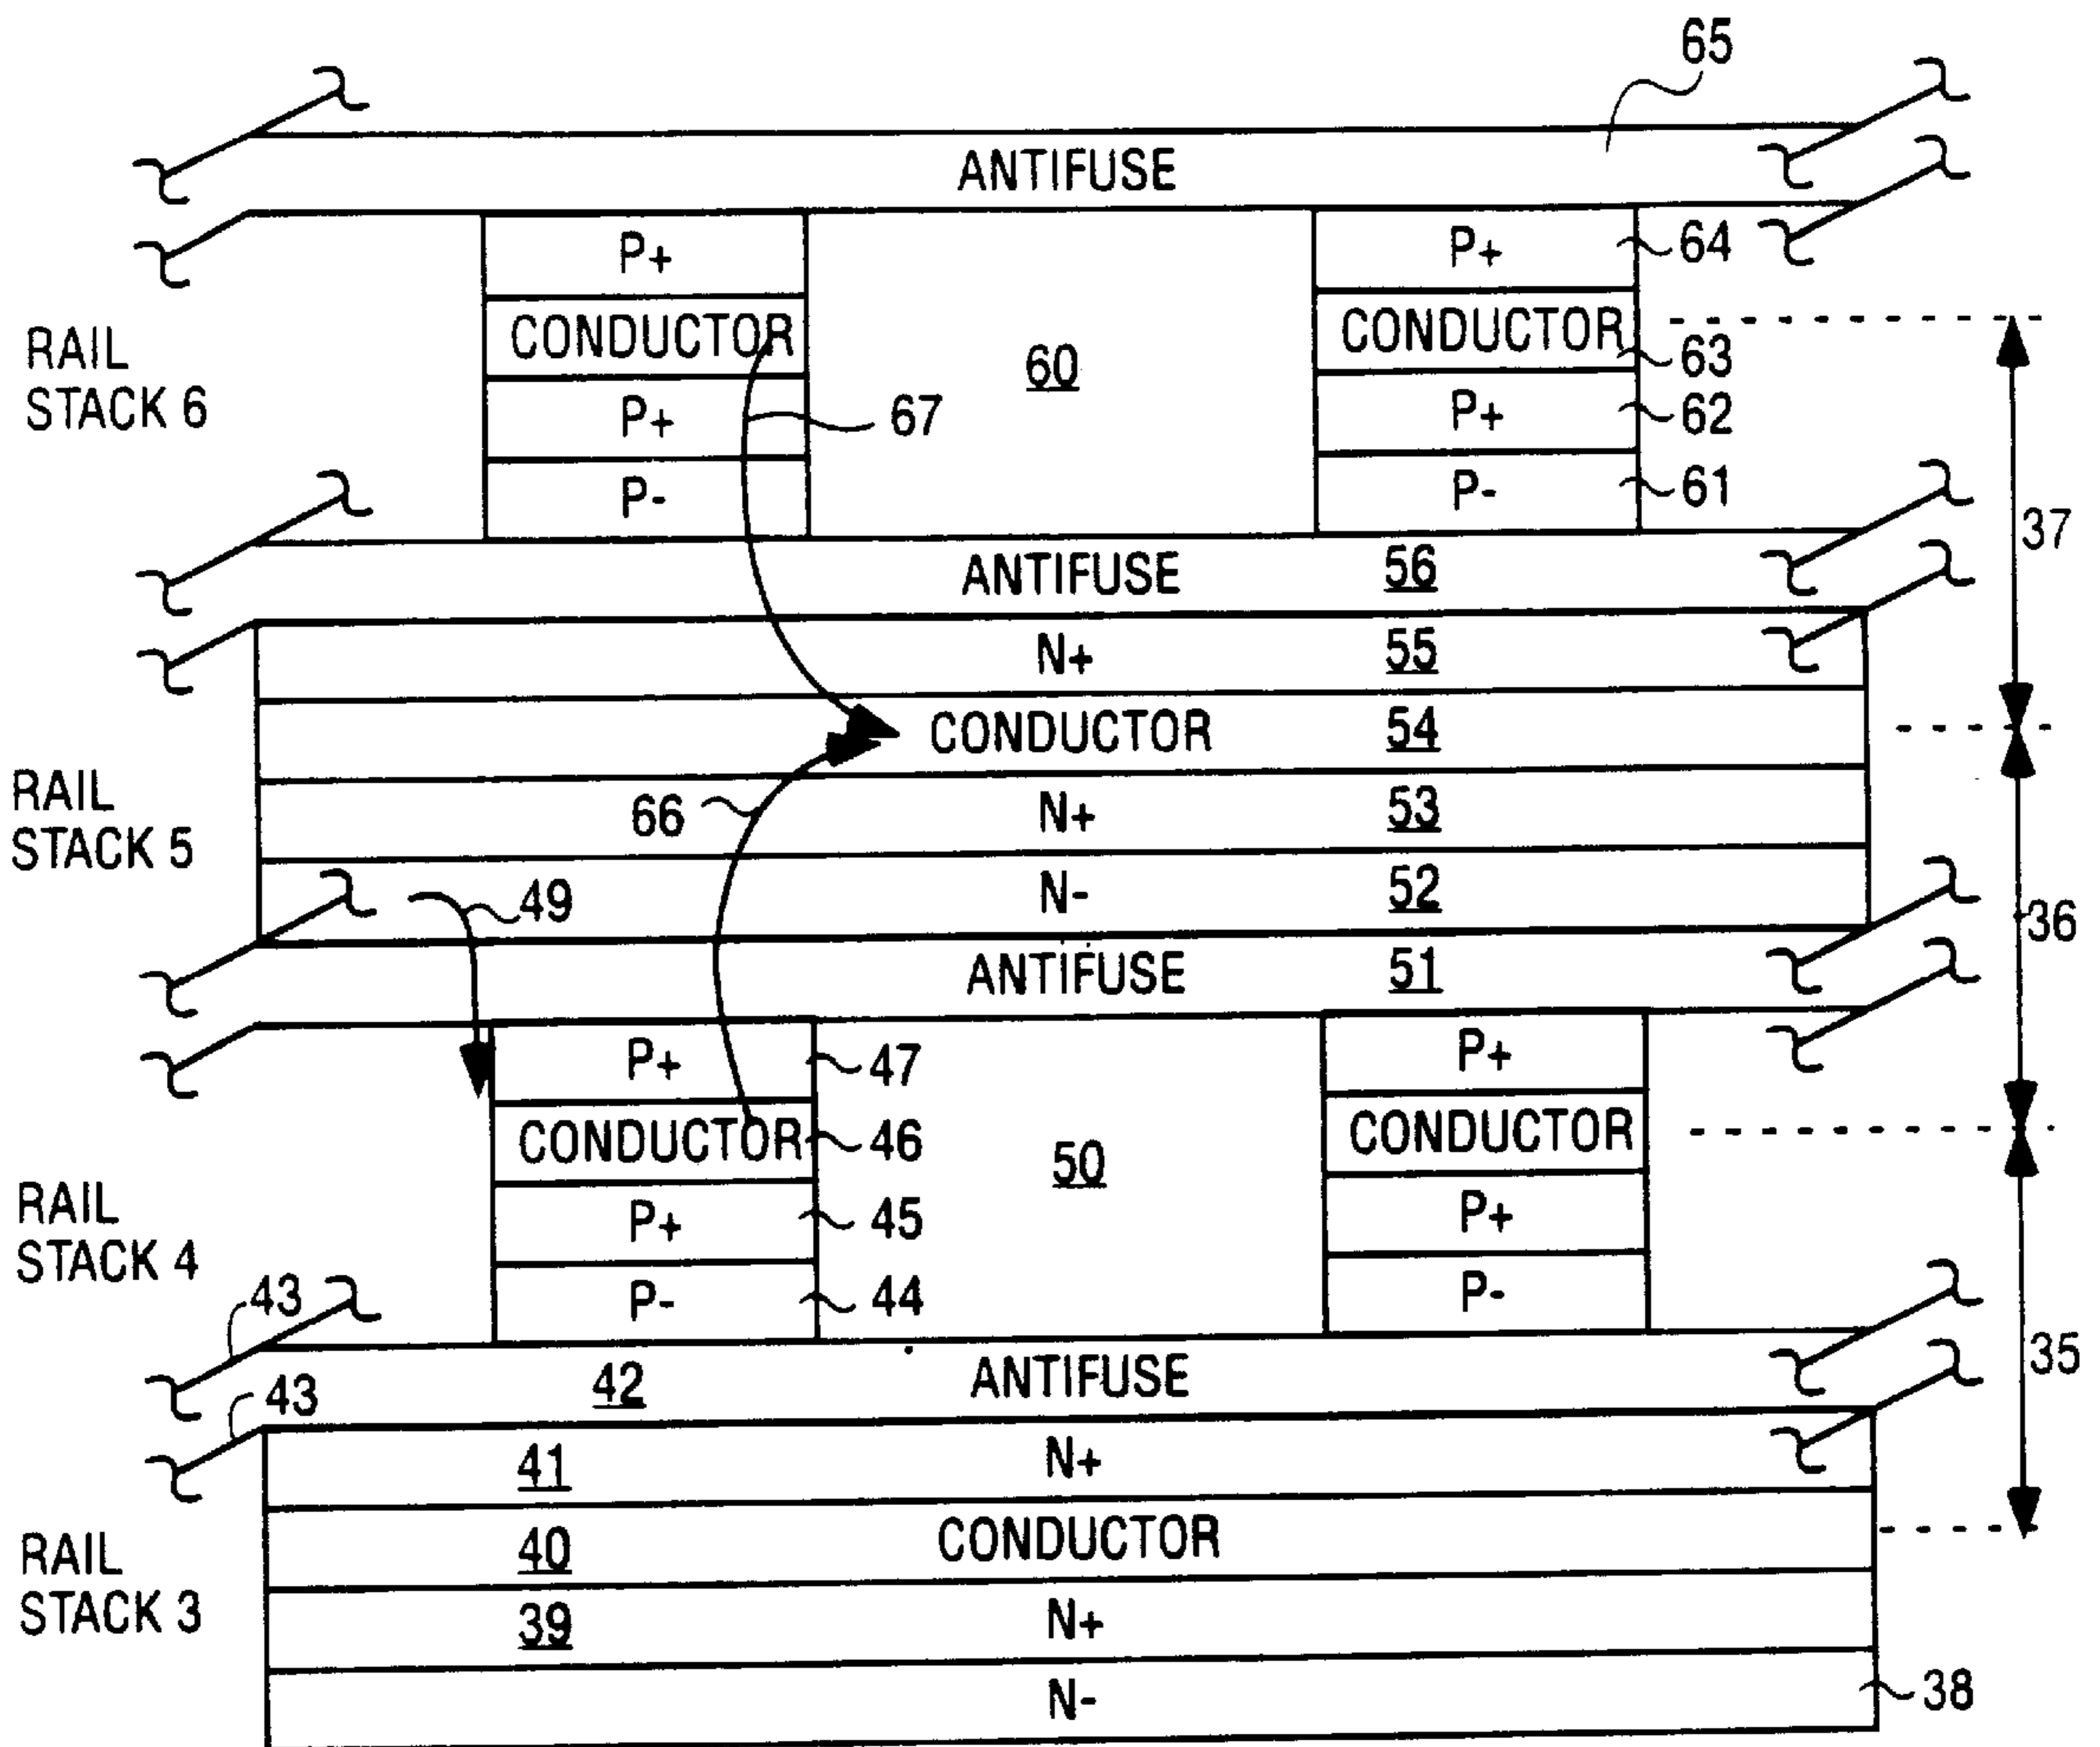 65
ANTIFUSE
P+ P+ 64
CONDUCTOR CONDUCTOR 63
RAIL
STACK 6
60
P+ 67 P+ 62
P- P- 61
37
ANTIFUSE 56
N+ 55
CONDUCTOR 54
RAIL
STACK 5
66 N+ 53
49 N- 52
36
ANTIFUSE 51
P+ 47 P+
CONDUCTOR 46 CONDUCTOR
50
RAIL
STACK 4
P+ 45 P+
P- 44 P-
43
35
42 ANTIFUSE
43
41 N+
40 CONDUCTOR
RAIL
STACK 3
39 N+
N- 38